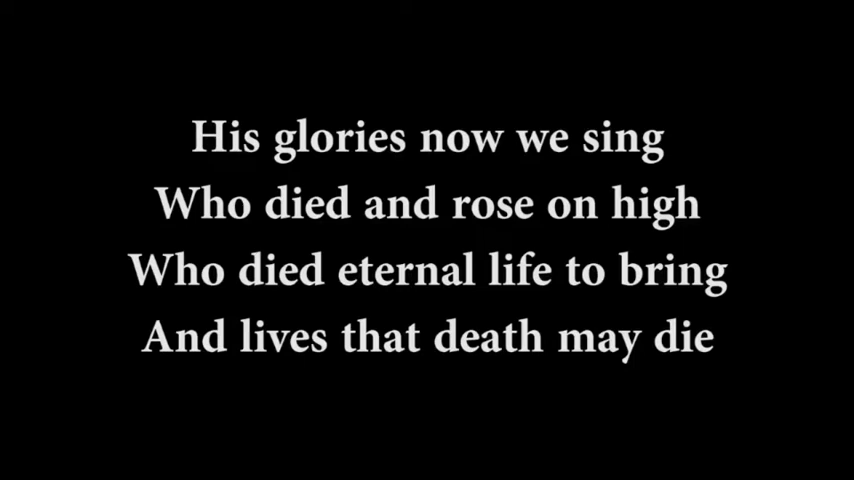 His glories now we sing
Who died and rose on high
Who died eternal life to bring
And lives that death may die